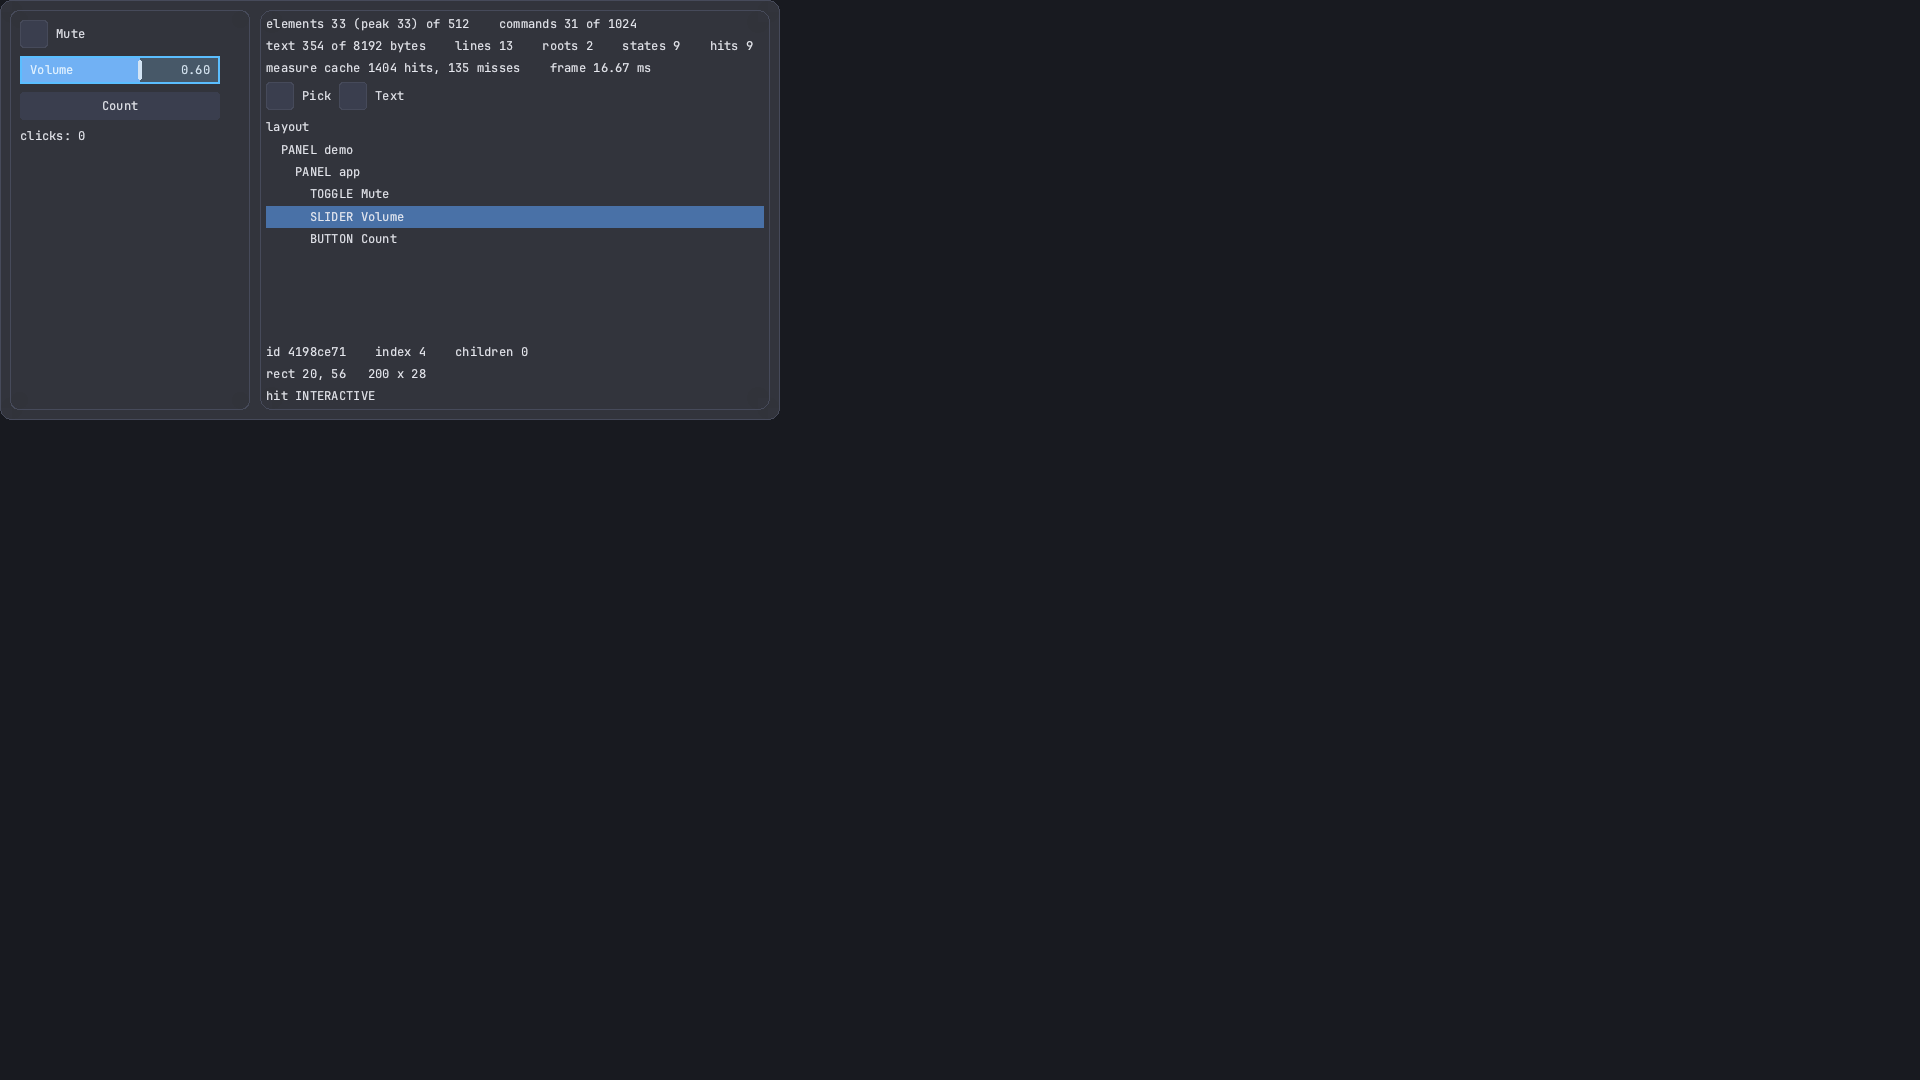 Mute
Volume 0.60
Count
clicks: 0
elements 33 (peak 33) of 512    commands 31 of 1024
text 354 of 8192 bytes    lines 13    roots 2    states 9    hits 9
measure cache 1404 hits, 135 misses    frame 16.67 ms
Pick Text
layout
PANEL demo
PANEL app
TOGGLE Mute
SLIDER Volume
BUTTON Count
id 4198ce71    index 4    children 0
rect 20, 56   200 x 28
hit INTERACTIVE